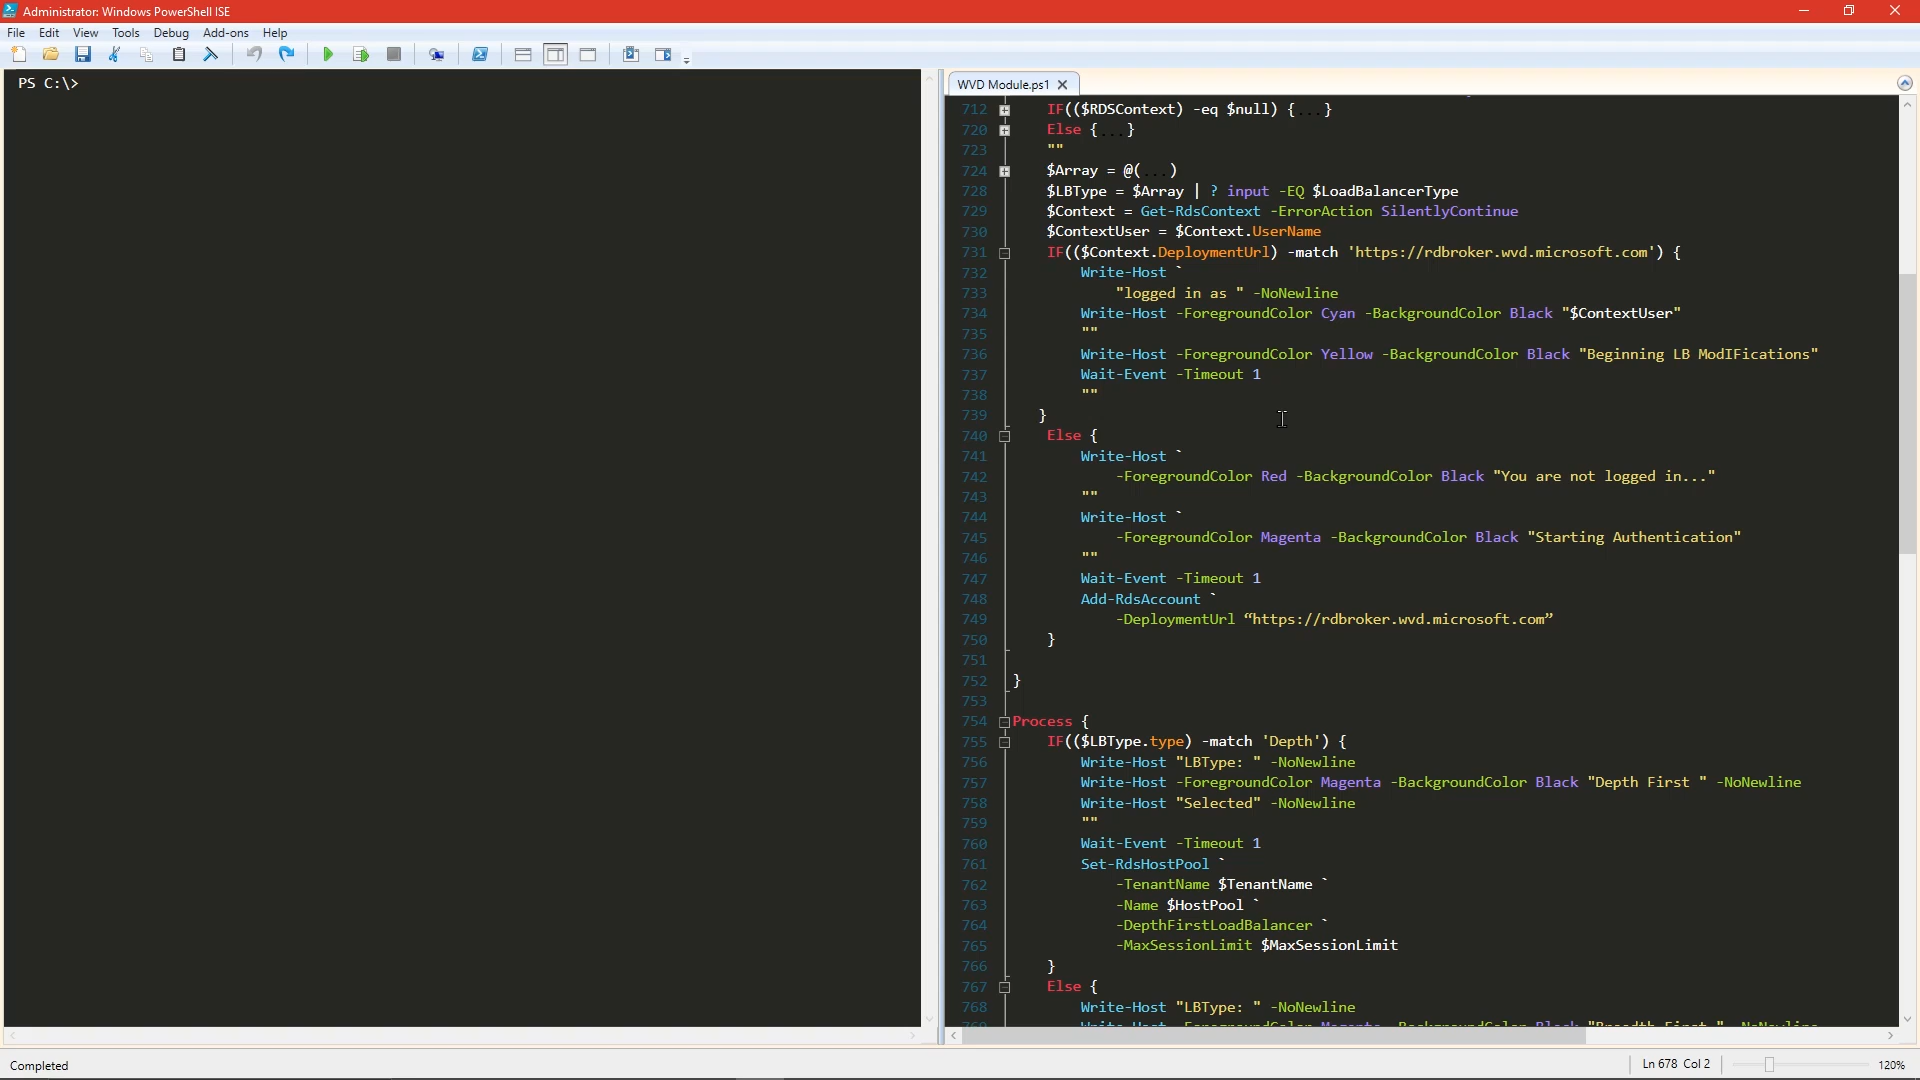 Administrator: Windows PowerShell ISE
File Edit View Tools Debug Add-ons Help
PS C:\>
WVD Module.ps1
712 IF(($RDSContext) -eq $null) {...}
720 Else {...}
723 ""
724 $Array = @(...)
728 $LBType = $Array | ? input -EQ $LoadBalancerType
729 $Context = Get-RdsContext -ErrorAction SilentlyContinue
730 $ContextUser = $Context.UserName
731 IF(($Context.DeploymentUrl) -match 'https://rdbroker.wvd.microsoft.com') {
732 Write-Host `
733 "logged in as " -NoNewline
734 Write-Host -ForegroundColor Cyan -BackgroundColor Black "$ContextUser"
735 ""
736 Write-Host -ForegroundColor Yellow -BackgroundColor Black "Beginning LB ModIFications"
737 Wait-Event -Timeout 1
738 ""
739 }
740 Else {
741 Write-Host `
742 -ForegroundColor Red -BackgroundColor Black "You are not logged in..."
743 ""
744 Write-Host `
745 -ForegroundColor Magenta -BackgroundColor Black "Starting Authentication"
746 ""
747 Wait-Event -Timeout 1
748 Add-RdsAccount `
749 -DeploymentUrl “https://rdbroker.wvd.microsoft.com”
750 }
751
752 }
753
754 Process {
755 IF(($LBType.type) -match 'Depth') {
756 Write-Host "LBType: " -NoNewline
757 Write-Host -ForegroundColor Magenta -BackgroundColor Black "Depth First " -NoNewline
758 Write-Host "Selected" -NoNewline
759 ""
760 Wait-Event -Timeout 1
761 Set-RdsHostPool `
762 -TenantName $TenantName `
763 -Name $HostPool `
764 -DepthFirstLoadBalancer `
765 -MaxSessionLimit $MaxSessionLimit
766 }
767 Else {
768 Write-Host "LBType: " -NoNewline
Completed
Ln 678 Col 2
120%